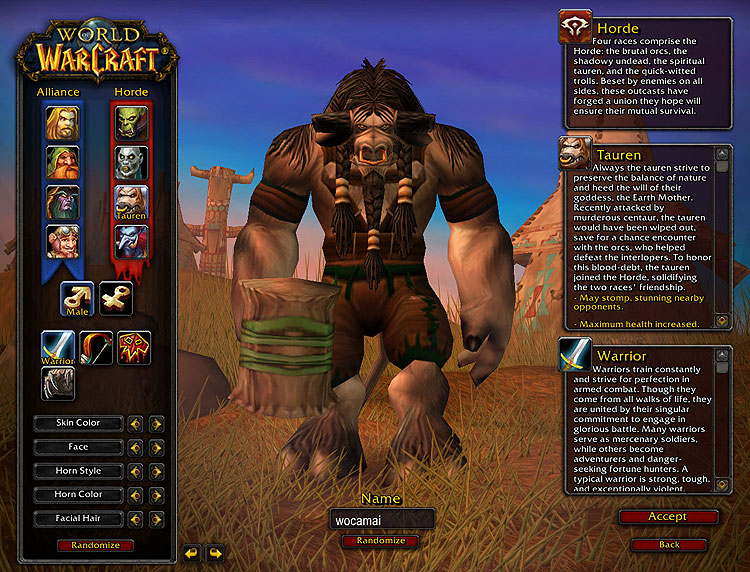 WORLD
OF
WARCRAFT®
Alliance
Horde
Tauren
Male
Warrior
Skin Color
Face
Horn Style
Horn Color
Facial Hair
Randomize
Name
wocamai
Randomize
Horde
Four races comprise the
Horde: the brutal orcs, the
shadowy undead, the spiritual
tauren, and the quick-witted
trolls. Beset by enemies on all
sides, these outcasts have
forged a union they hope will
ensure their mutual survival.
Tauren
Always the tauren strive to
preserve the balance of nature
and heed the will of their
goddess, the Earth Mother.
Recently attacked by
murderous centaur, the tauren
would have been wiped out,
save for a chance encounter
with the orcs, who helped
defeat the interlopers. To honor
this blood-debt, the tauren
joined the Horde, solidifying
the two races' friendship.
- May stomp, stunning nearby
opponents.
- Maximum health increased.
Warrior
Warriors train constantly
and strive for perfection in
armed combat. Though they
come from all walks of life, they
are united by their singular
commitment to engage in
glorious battle. Many warriors
serve as mercenary soldiers,
while others become
adventurers and danger-
seeking fortune hunters. A
typical warrior is strong, tough,
and exceptionally violent.
Accept
Back